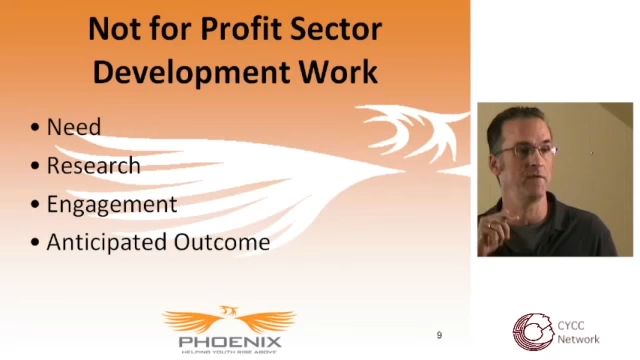 Not for Profit Sector
Development Work
• Need
• Research
• Engagement
• Anticipated Outcome
PHOENIX
HELPING YOUTH RISE ABOVE
9
CYCC
Network